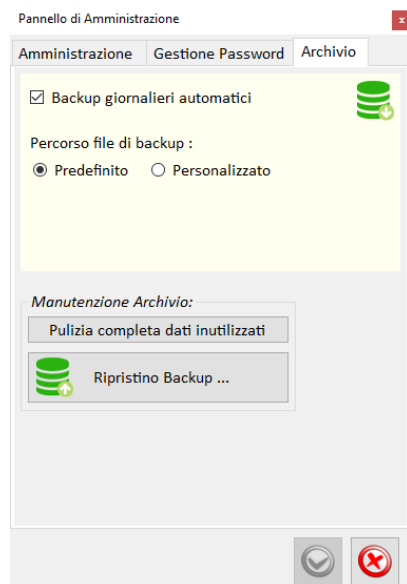 Pannello di Amministrazione
x
Amministrazione Gestione Password Archivio
Backup giornalieri automatici
Percorso file di backup :
Predefinito Personalizzato
Manutenzione Archivio:
Pulizia completa dati inutilizzati
Ripristino Backup ...